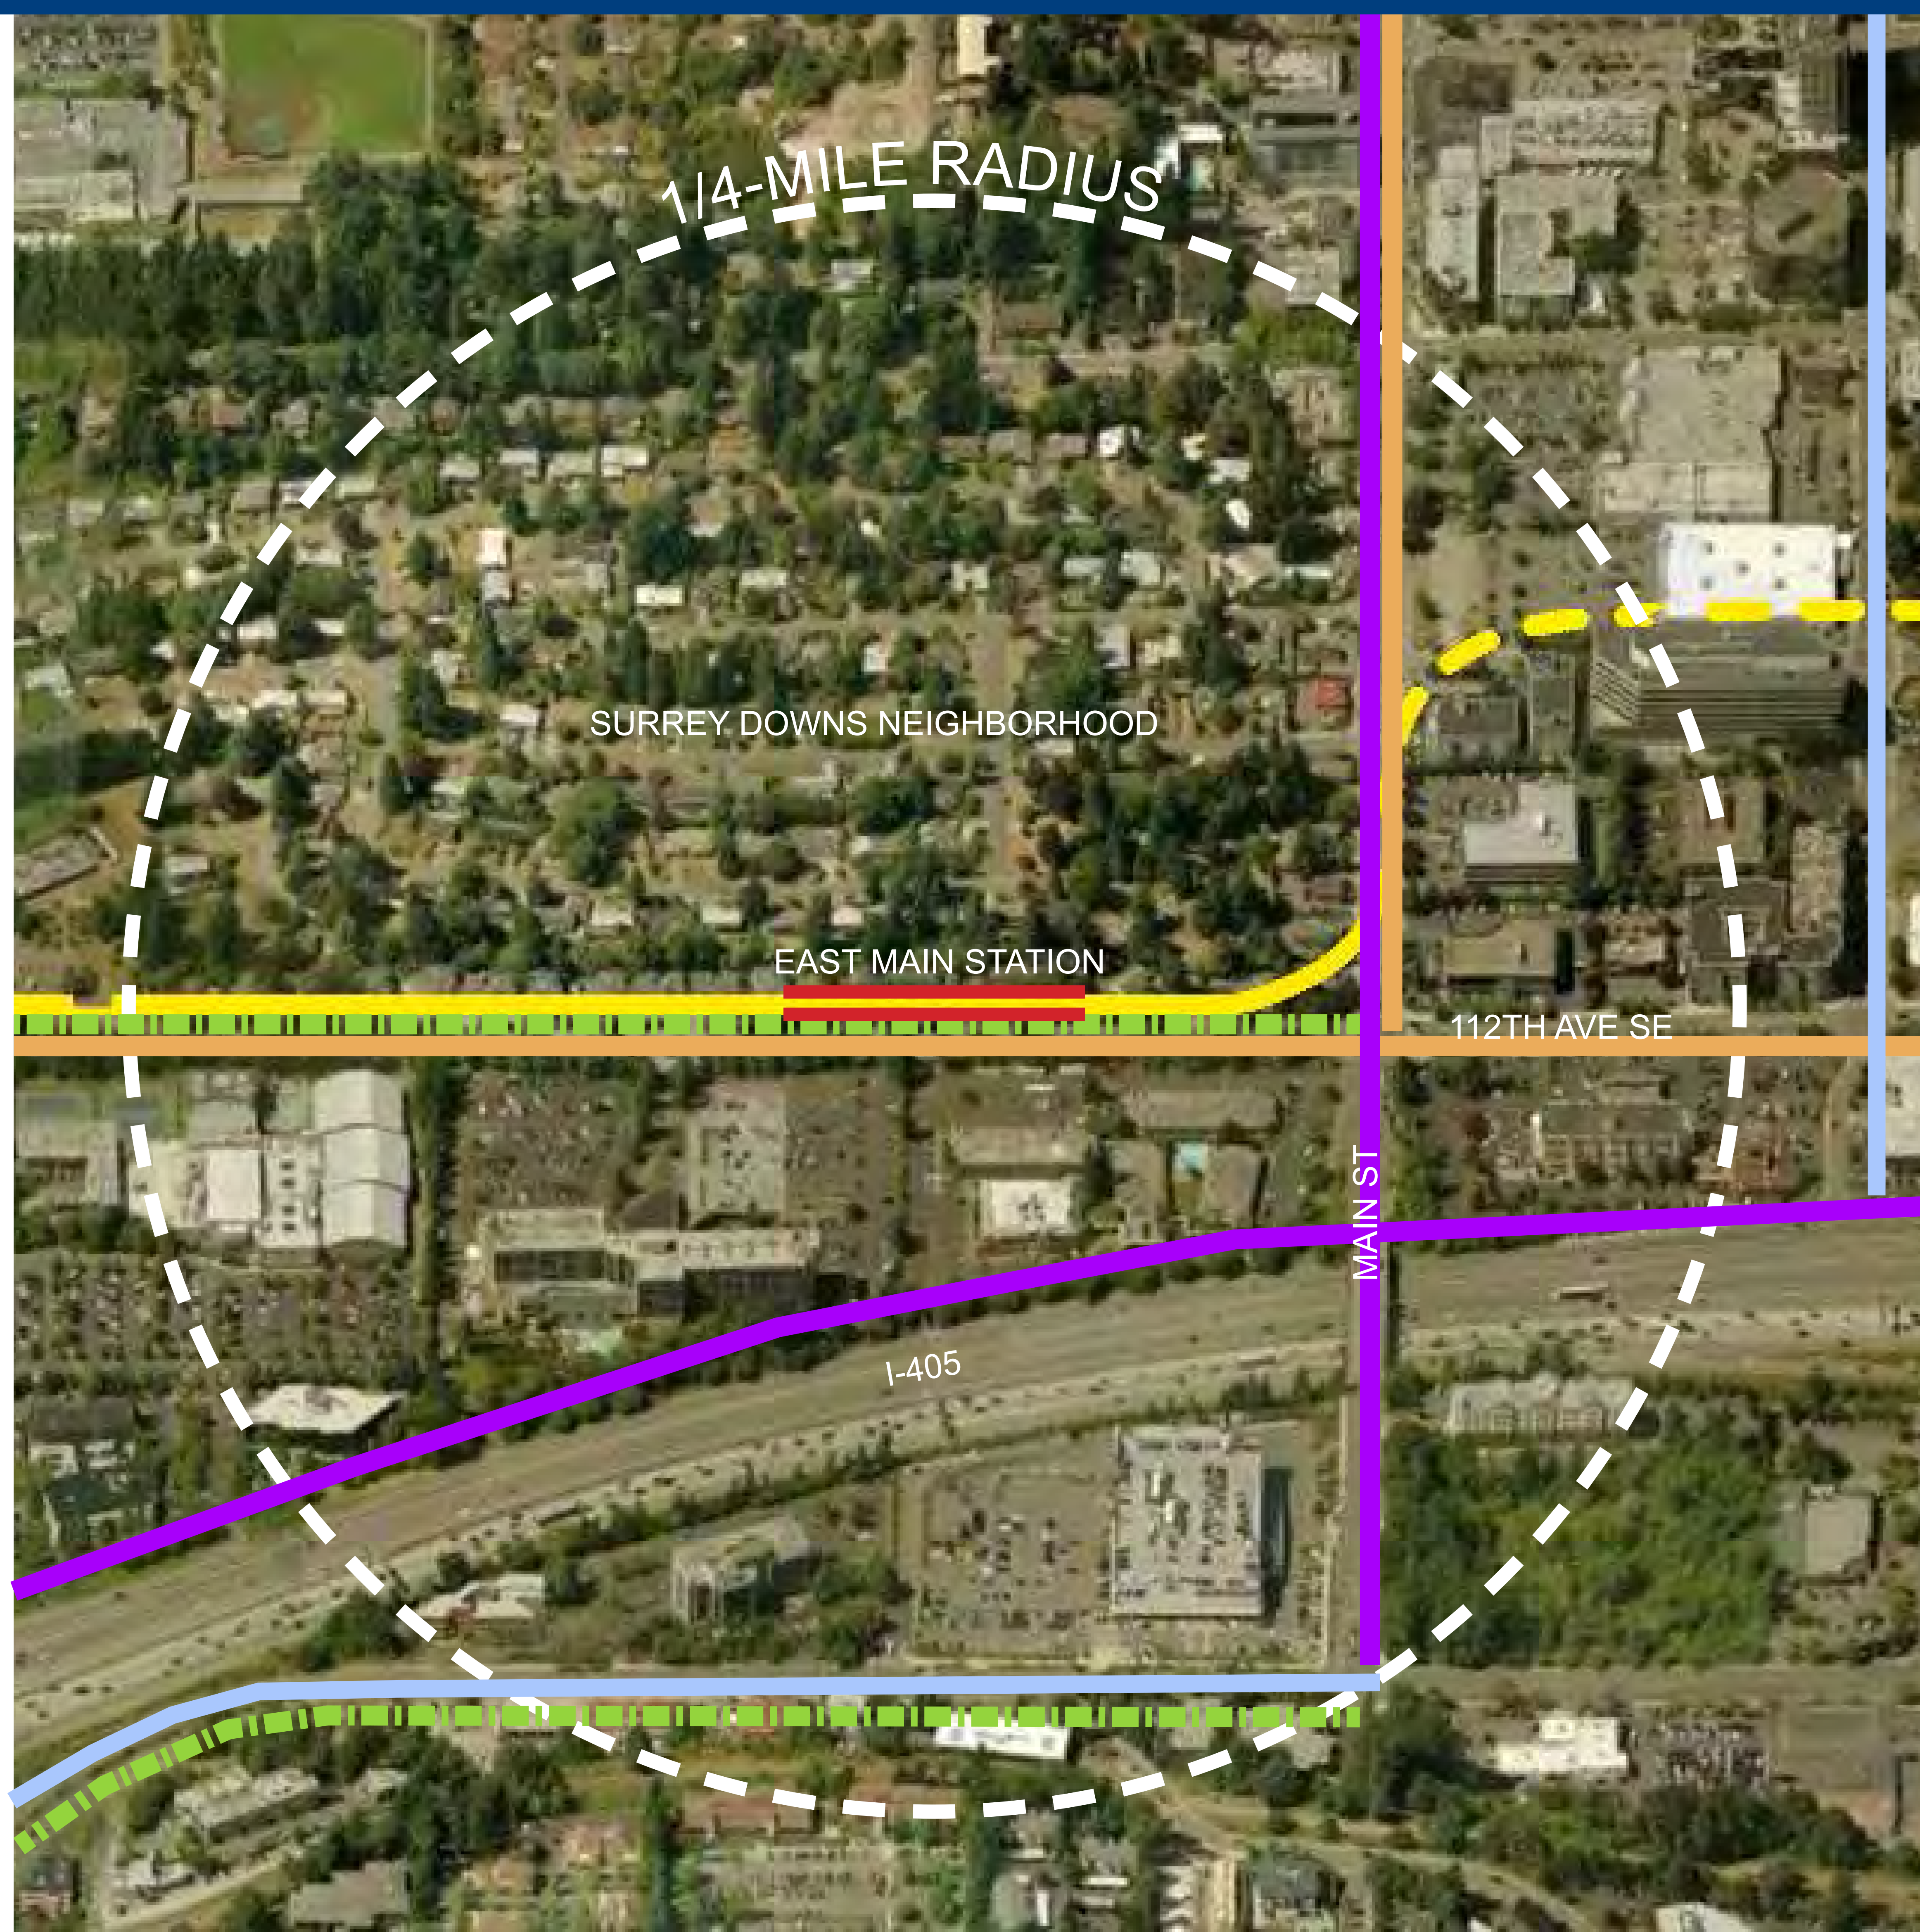 1/4-MILE RADIUS
SURREY DOWNS NEIGHBORHOOD
EAST MAIN STATION
112TH AVE SE
MAIN ST
I-405